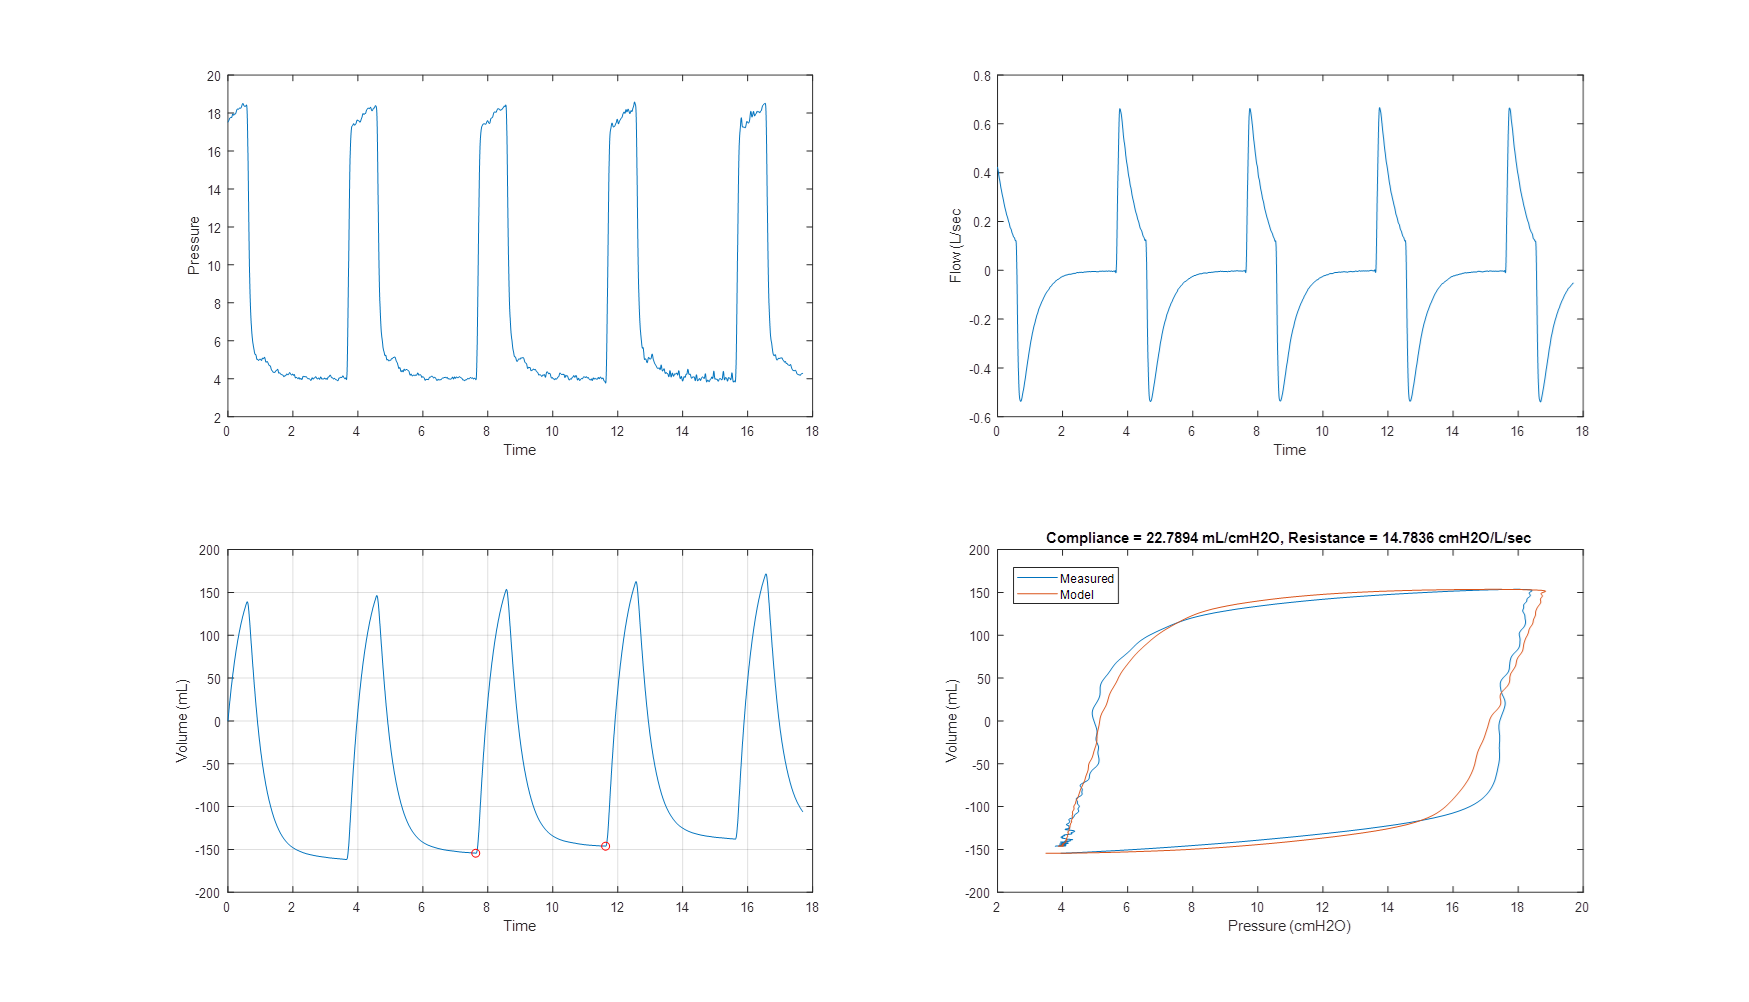 20
18
16
14
12
10
8
6
4
2
Pressure
0 2 4 6 8 10 12 14 16 18
Time
0.8
0.6
0.4
0.2
0
-0.2
-0.4
-0.6
Flow (L/sec
0 2 4 6 8 10 12 14 16 18
Time
200
150
100
50
0
-50
-100
-150
-200
Volume (mL)
0 2 4 6 8 10 12 14 16 18
Time
Compliance = 22.7894 mL/cmH2O, Resistance = 14.7836 cmH2O/L/sec
Measured
Model
200
150
100
50
0
-50
-100
-150
-200
Volume (mL)
2 4 6 8 10 12 14 16 18 20
Pressure (cmH2O)